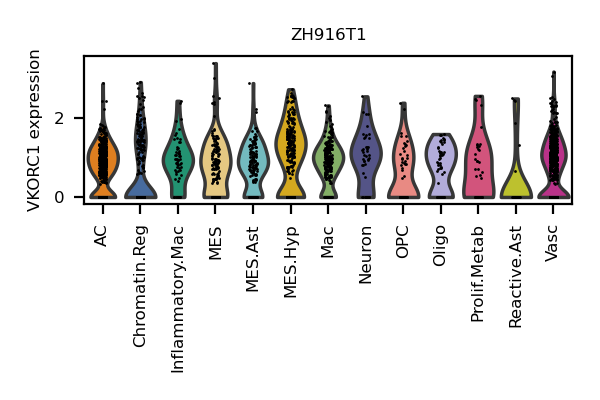 ZH916T1
VKORC1 expression
2
0
AC
Chromatin.Reg
Inflammatory.Mac
MES
MES.Ast
MES.Hyp
Mac
Neuron
OPC
Oligo
Prolif.Metab
Reactive.Ast
Vasc